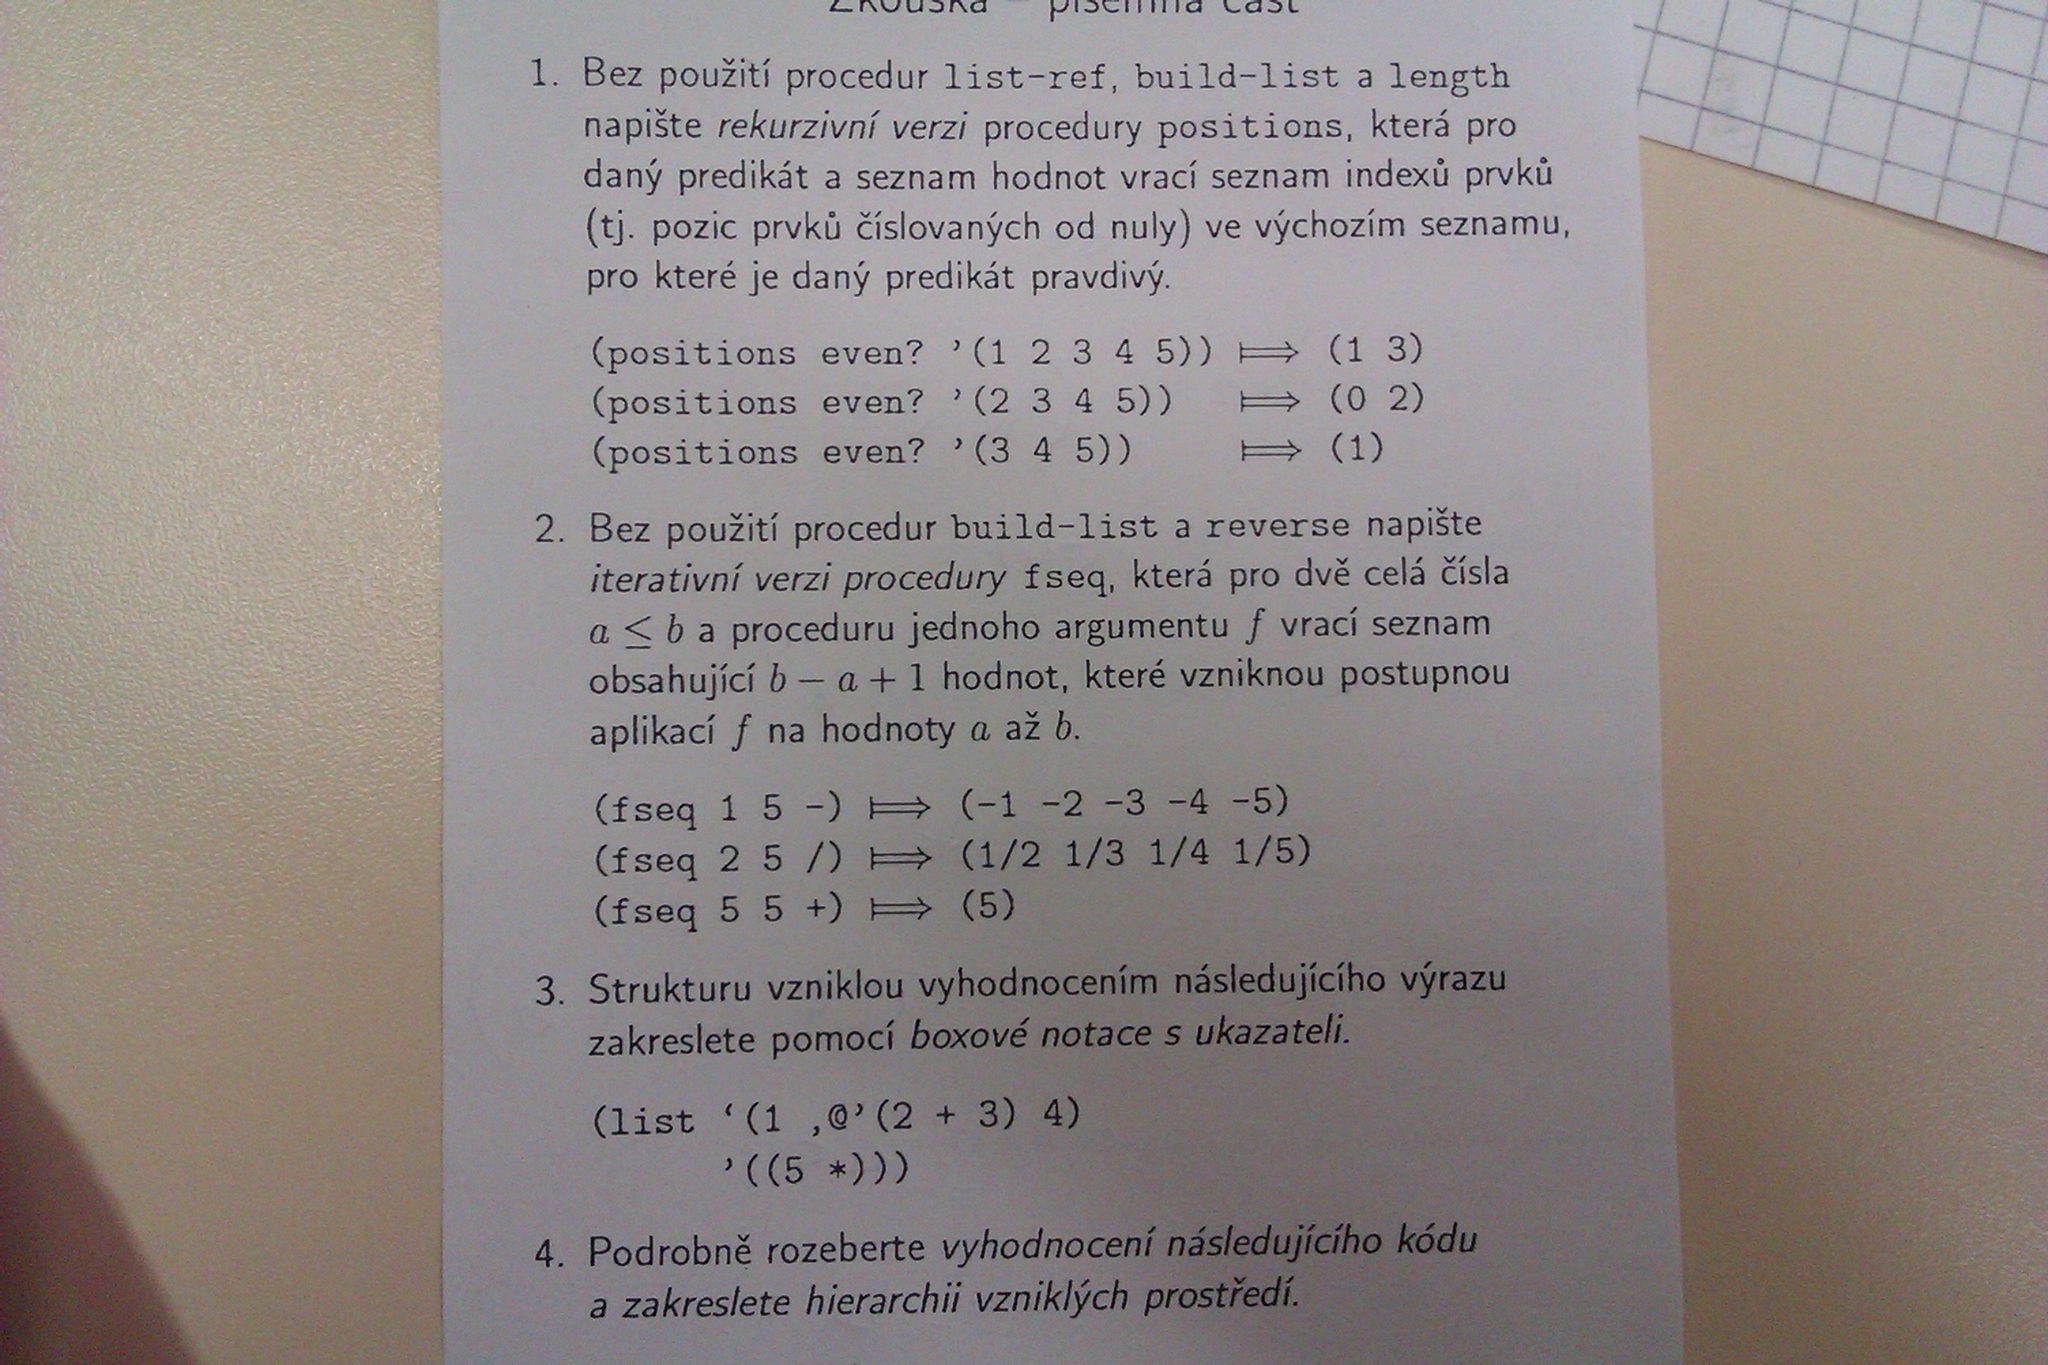 Zkouška – písemná část
1. Bez použití procedur list-ref, build-list a length
napište rekurzivní verzi procedury positions, která pro
daný predikát a seznam hodnot vrací seznam indexů prvků
(tj. pozic prvků číslovaných od nuly) ve výchozím seznamu,
pro které je daný predikát pravdivý.
(positions even? ’(1 2 3 4 5)) ⟾ (1 3)
(positions even? ’(2 3 4 5)) ⟾ (0 2)
(positions even? ’(3 4 5)) ⟾ (1)
2. Bez použití procedur build-list a reverse napište
iterativní verzi procedury fseq, která pro dvě celá čísla
a ≤ b a proceduru jednoho argumentu f vrací seznam
obsahující b − a + 1 hodnot, které vzniknou postupnou
aplikací f na hodnoty a až b.
(fseq 1 5 -) ⟾ (-1 -2 -3 -4 -5)
(fseq 2 5 /) ⟾ (1/2 1/3 1/4 1/5)
(fseq 5 5 +) ⟾ (5)
3. Strukturu vzniklou vyhodnocením následujícího výrazu
zakreslete pomocí boxové notace s ukazateli.
(list ‘(1 ,@’(2 + 3) 4)
’((5 *)))
4. Podrobně rozeberte vyhodnocení následujícího kódu
a zakreslete hierarchii vzniklých prostředí.